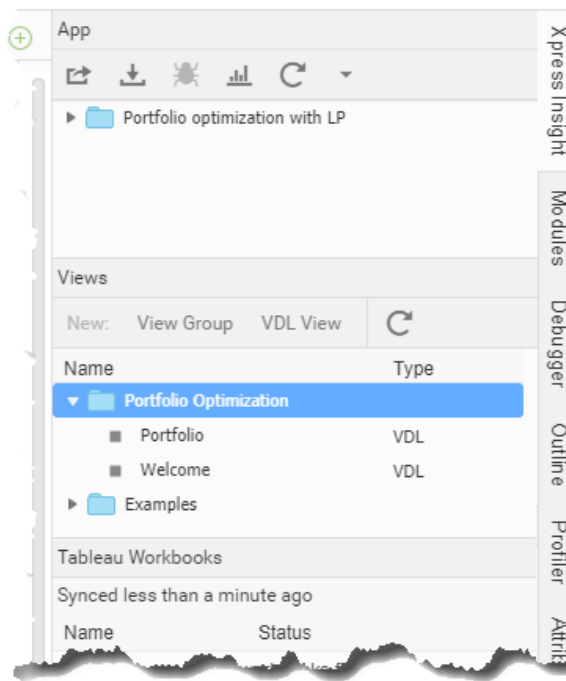 App
Portfolio optimization with LP
Views
New: View Group VDL View
Name Type
Portfolio Optimization
Portfolio VDL
Welcome VDL
Examples
Tableau Workbooks
Synced less than a minute ago
Name Status
Xpress Insight
Modules
Debugger
Outline
Profiler